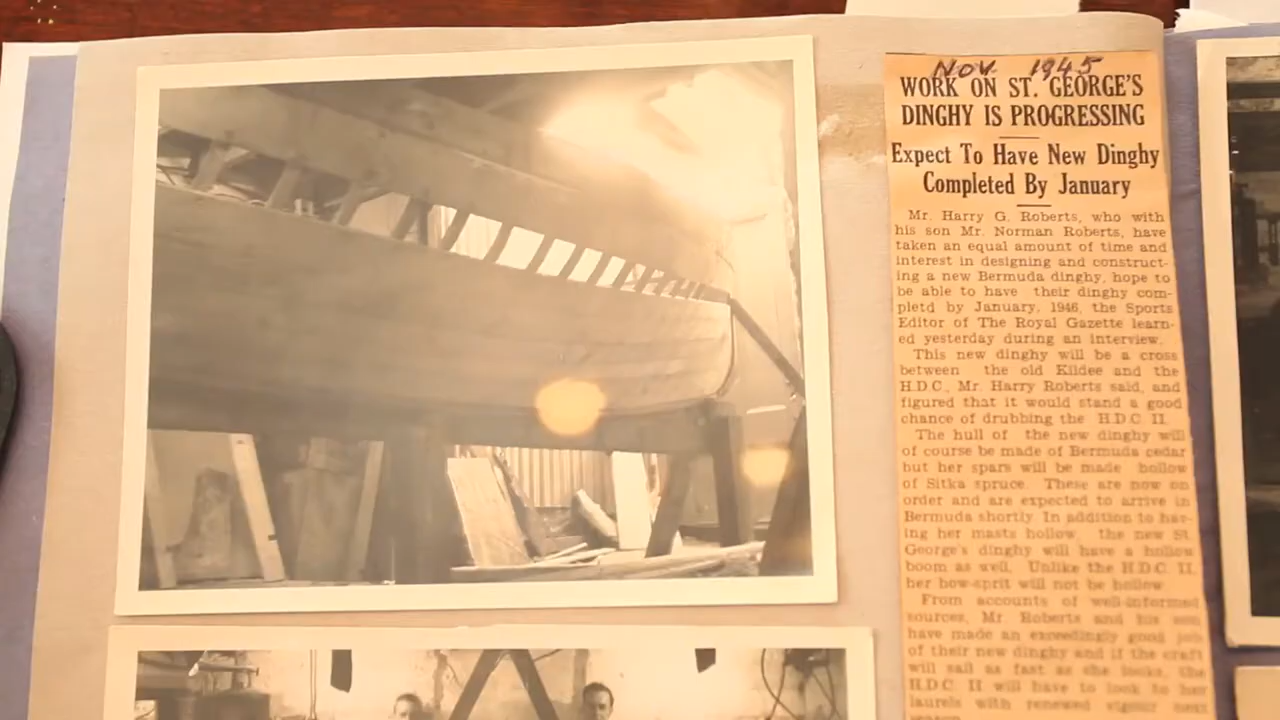 NOV. 1945
WORK ON ST. GEORGE'S
DINGHY IS PROGRESSING
Expect To Have New Dinghy
Completed By January
Mr. Harry G. Roberts, who with
his son Mr. Norman Roberts, have
taken an equal amount of time and
interest in designing and construct-
ing a new Bermuda dinghy, hope to
be able to have their dinghy com-
pletd by January, 1946, the Sports
Editor of The Royal Gazette learn-
ed yesterday during an interview.
This new dinghy will be a cross
between the old Kildee and the
H.D.C., Mr. Harry Roberts said, and
figured that it would stand a good
chance of drubbing the H.D.C. II.
The hull of the new dinghy will
of course be made of Bermuda cedar
but her spars will be made hollow
of Sitka spruce. These are now on
order and are expected to arrive in
Bermuda shortly. In addition to hav-
ing her masts hollow, the new St.
George's dinghy will have a hollow
boom as well. Unlike the H.D.C. II,
her bow-sprit will not be hollow.
From accounts of well-informed
sources, Mr. Roberts and his son
have made an exceedingly good job
of their new dinghy and if the craft
will sail as fast as she looks, the
H.D.C. II will have to look to her
laurels with renewed vigour next
season.